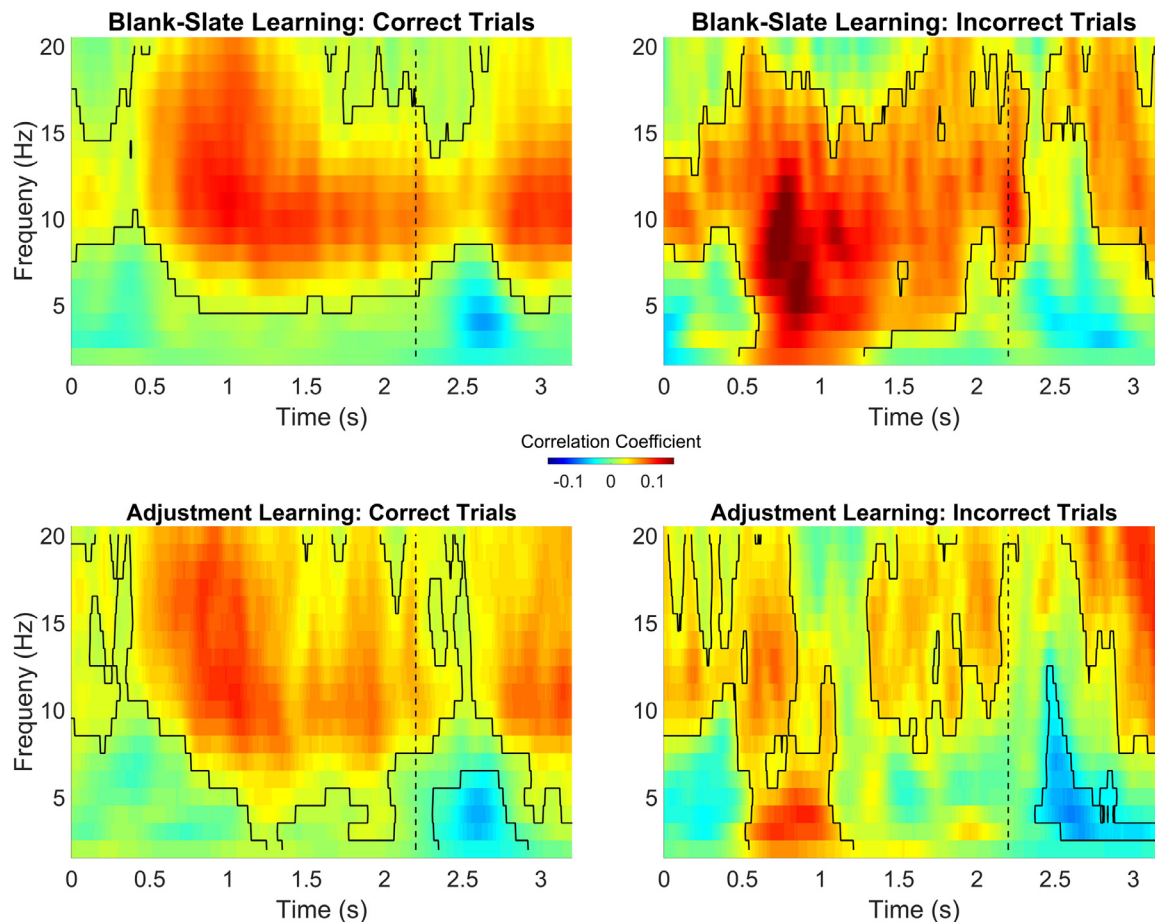 Blank-Slate Learning: Correct Trials
20
15
10
5
Frequeny (Hz)
0 0.5 1 1.5 2 2.5 3
Time (s)
Blank-Slate Learning: Incorrect Trials
20
15
10
5
0 0.5 1 1.5 2 2.5 3
Time (s)
Correlation Coefficient
-0.1 0 0.1
Adjustment Learning: Correct Trials
20
15
10
5
Frequeny (Hz)
0 0.5 1 1.5 2 2.5 3
Time (s)
Adjustment Learning: Incorrect Trials
20
15
10
5
0 0.5 1 1.5 2 2.5 3
Time (s)